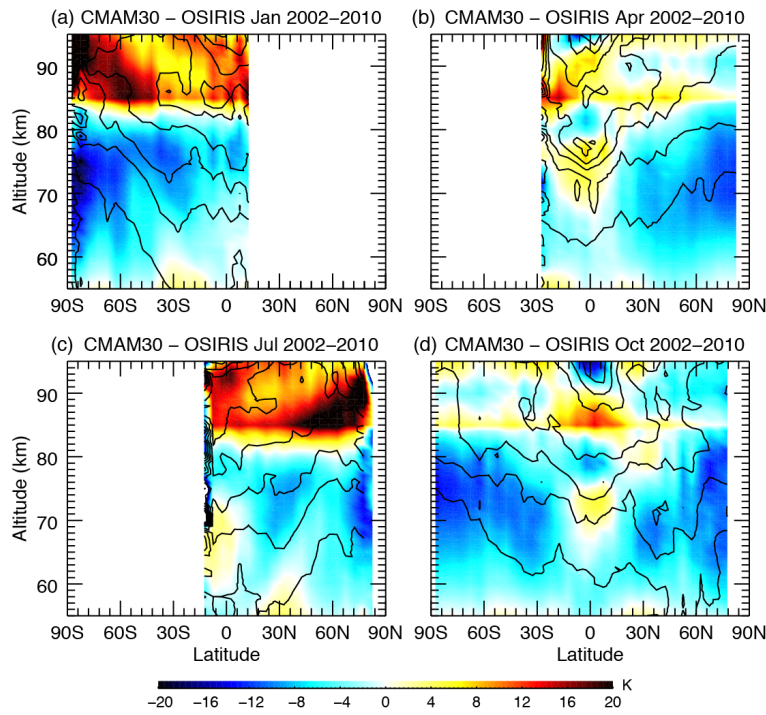 (a) CMAM30 − OSIRIS Jan 2002−2010
(b) CMAM30 − OSIRIS Apr 2002−2010
Altitude (km)
90
80
70
60
90S 60S 30S 0 30N 60N 90N
90
80
70
60
90S 60S 30S 0 30N 60N 90N
(c) CMAM30 − OSIRIS Jul 2002−2010
(d) CMAM30 − OSIRIS Oct 2002−2010
Altitude (km)
90
80
70
60
90S 60S 30S 0 30N 60N 90N
Latitude
90
80
70
60
90S 60S 30S 0 30N 60N 90N
Latitude
K
−20 −16 −12 −8 −4 0 4 8 12 16 20